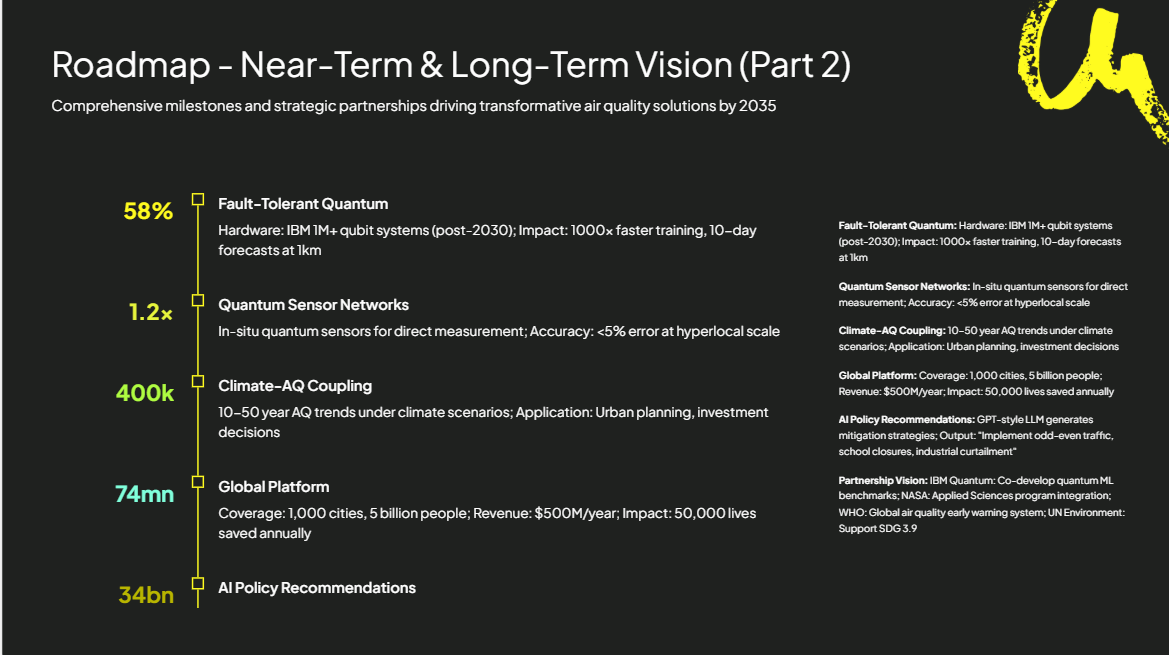 Roadmap - Near-Term & Long-Term Vision (Part 2)
Comprehensive milestones and strategic partnerships driving transformative air quality solutions by 2035
58%
Fault-Tolerant Quantum
Hardware: IBM 1M+ qubit systems (post-2030); Impact: 1000× faster training, 10-day
forecasts at 1km
1.2×
Quantum Sensor Networks
In-situ quantum sensors for direct measurement; Accuracy: <5% error at hyperlocal scale
400k
Climate-AQ Coupling
10–50 year AQ trends under climate scenarios; Application: Urban planning, investment
decisions
74mn
Global Platform
Coverage: 1,000 cities, 5 billion people; Revenue: $500M/year; Impact: 50,000 lives
saved annually
34bn
AI Policy Recommendations
Fault-Tolerant Quantum: Hardware: IBM 1M+ qubit systems
(post-2030); Impact: 1000× faster training, 10-day forecasts
at 1km
Quantum Sensor Networks: In-situ quantum sensors for direct
measurement; Accuracy: <5% error at hyperlocal scale
Climate-AQ Coupling: 10–50 year AQ trends under climate
scenarios; Application: Urban planning, investment decisions
Global Platform: Coverage: 1,000 cities, 5 billion people;
Revenue: $500M/year; Impact: 50,000 lives saved annually
AI Policy Recommendations: GPT-style LLM generates
mitigation strategies; Output: "Implement odd-even traffic,
school closures, industrial curtailment"
Partnership Vision: IBM Quantum: Co-develop quantum ML
benchmarks; NASA: Applied Sciences program integration;
WHO: Global air quality early warning system; UN Environment:
Support SDG 3.9